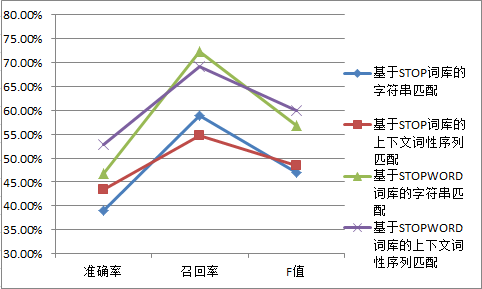 80.00%
75.00%
70.00%
65.00%
60.00%
55.00%
50.00%
45.00%
40.00%
35.00%
30.00%
准确率 召回率 F值
基于STOP词库的
字符串匹配
基于STOP词库的
上下文词性序列
匹配
基于STOPWORD
词库的字符串匹
配
基于STOPWORD
词库的上下文词
性序列匹配